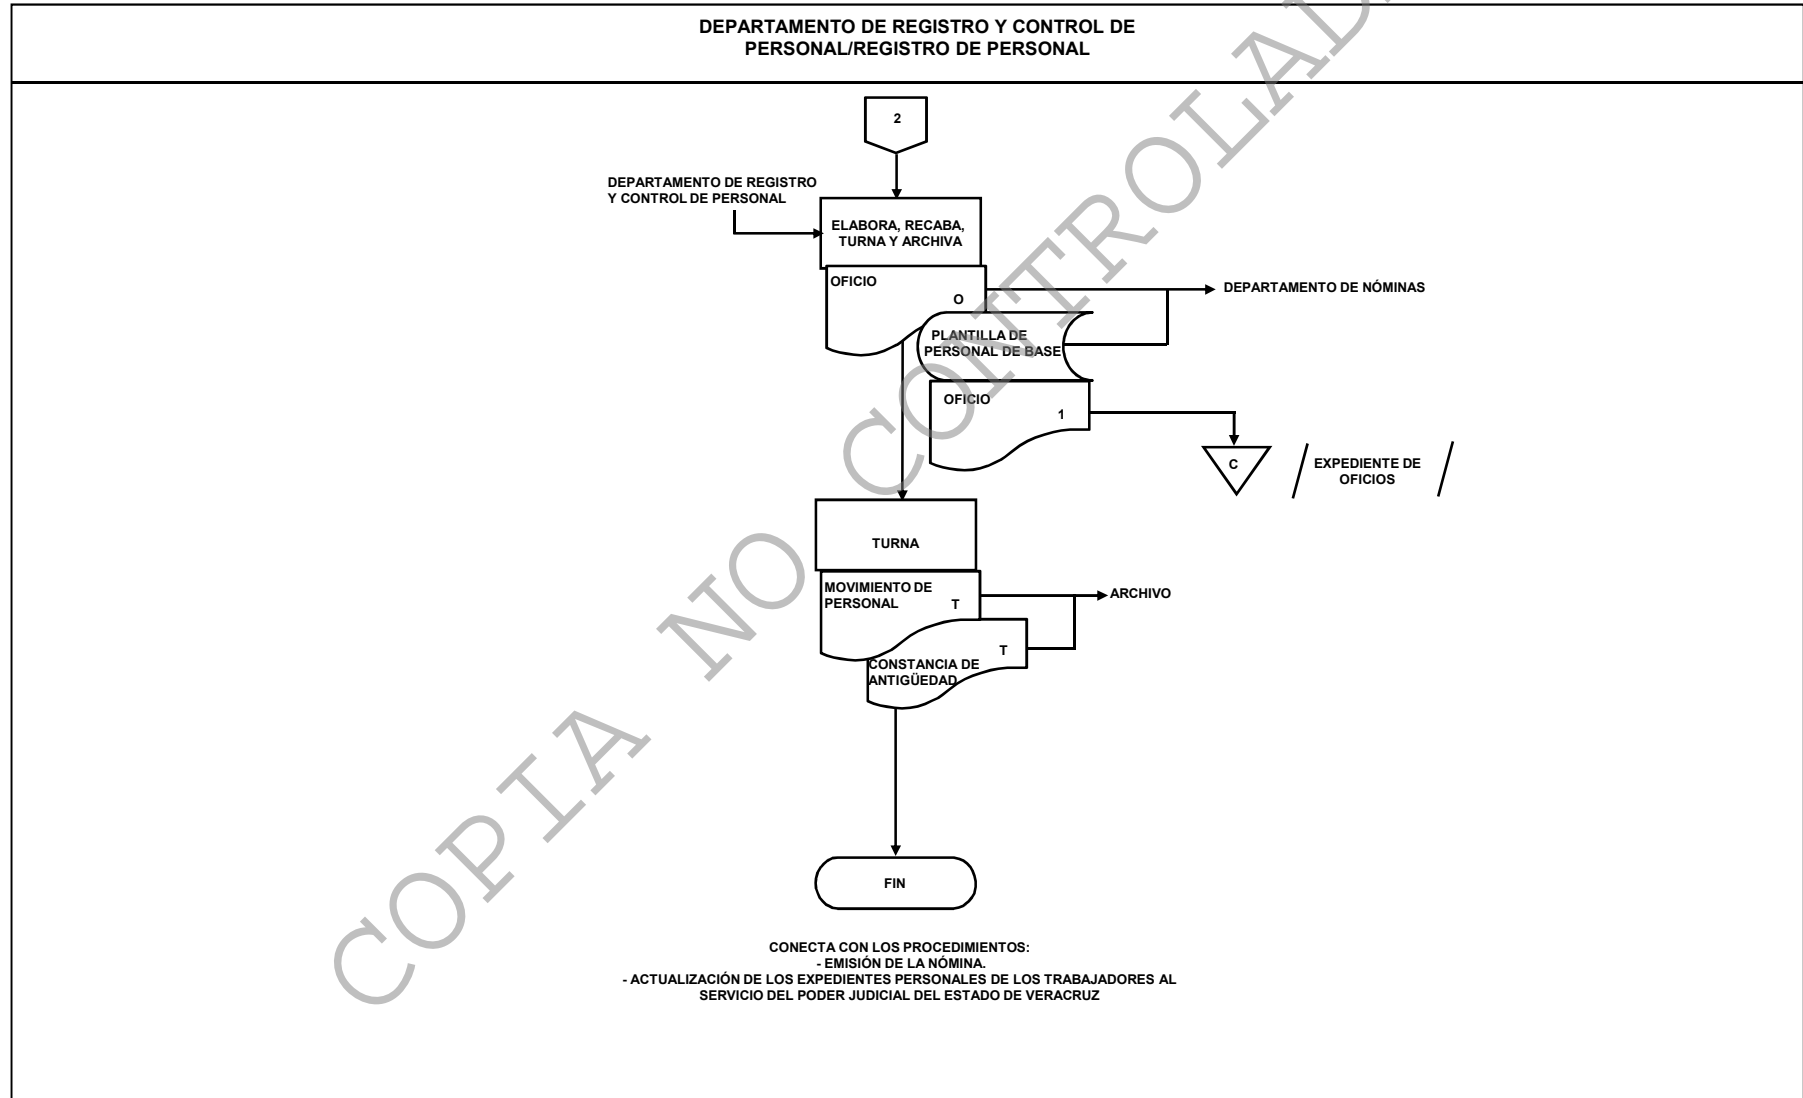 DEPARTAMENTO DE REGISTRO Y CONTROL DE
PERSONAL/REGISTRO DE PERSONAL
2
DEPARTAMENTO DE REGISTRO
Y CONTROL DE PERSONAL
ELABORA, RECABA,
TURNA Y ARCHIVA
OFICIO
O
DEPARTAMENTO DE NÓMINAS
PLANTILLA DE
PERSONAL DE BASE
OFICIO
1
C
EXPEDIENTE DE
OFICIOS
TURNA
MOVIMIENTO DE
PERSONAL
T
ARCHIVO
T
CONSTANCIA DE
ANTIGÜEDAD
FIN
CONECTA CON LOS PROCEDIMIENTOS:
- EMISIÓN DE LA NÓMINA.
- ACTUALIZACIÓN DE LOS EXPEDIENTES PERSONALES DE LOS TRABAJADORES AL
SERVICIO DEL PODER JUDICIAL DEL ESTADO DE VERACRUZ
COPIA NO CONTROLAD